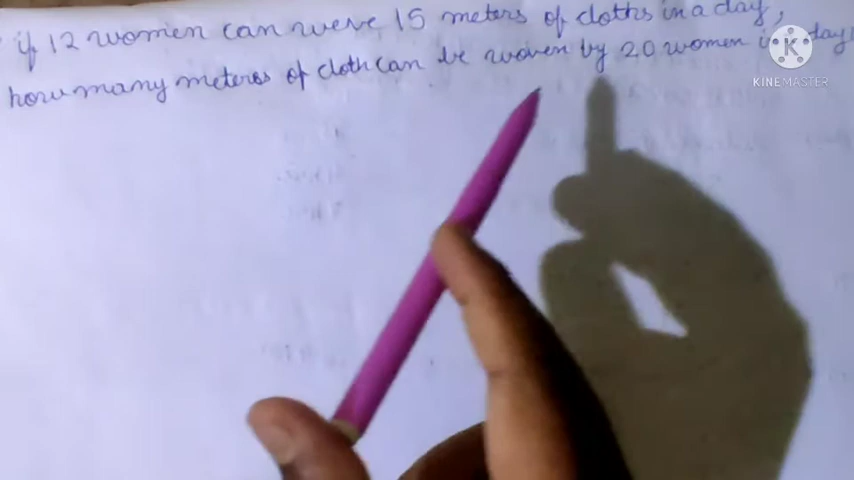 if 12 women can weve 15 meters of cloths in a day,
how many meteres of cloth can be woven by 20 women day
KINEMASTER